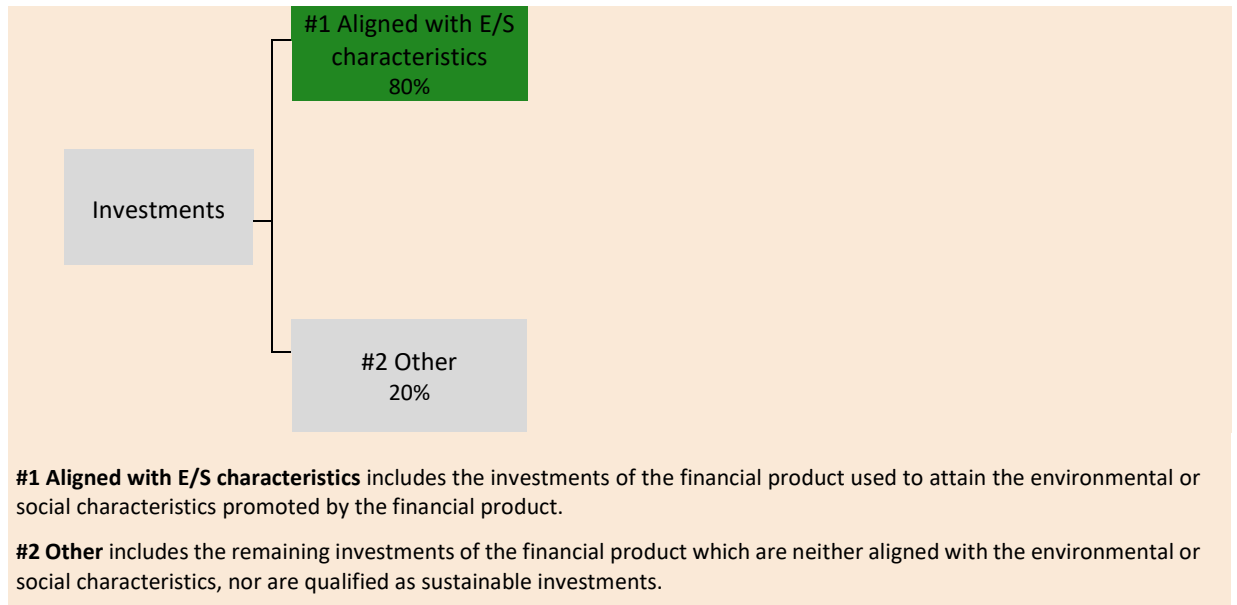 #1 Aligned with E/S
characteristics
80%
Investments
#2 Other
20%
#1 Aligned with E/S characteristics includes the investments of the financial product used to attain the environmental or
social characteristics promoted by the financial product.
#2 Other includes the remaining investments of the financial product which are neither aligned with the environmental or
social characteristics, nor are qualified as sustainable investments.